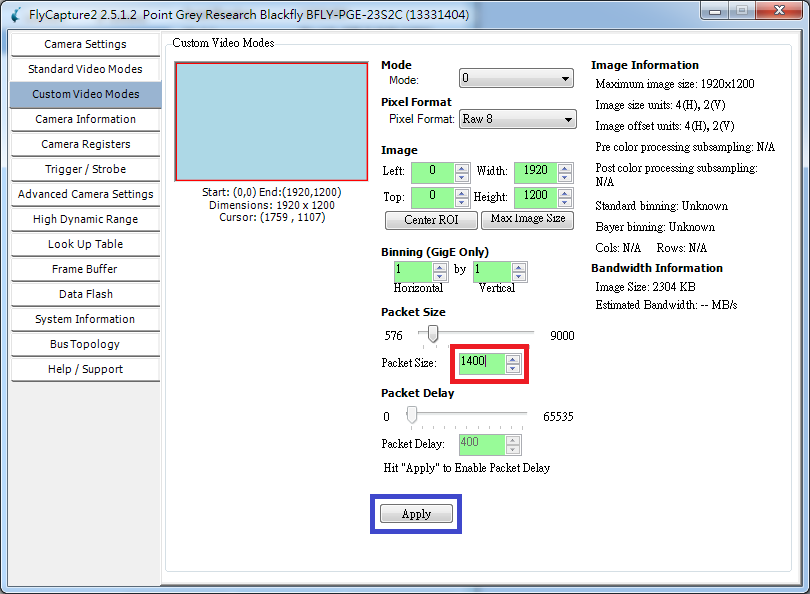 FlyCapture2 2.5.1.2 Point Grey Research Blackfly BFLY-PGE-23S2C (13331404)
Camera Settings
Standard Video Modes
Custom Video Modes
Camera Information
Camera Registers
Trigger / Strobe
Advanced Camera Settings
High Dynamic Range
Look Up Table
Frame Buffer
Data Flash
System Information
Bus Topology
Help / Support
Custom Video Modes
Start: (0,0) End:(1920,1200)
Dimensions: 1920 x 1200
Cursor: (1759 , 1107)
Mode
Mode: 0
Pixel Format
Pixel Format: Raw 8
Image
Left: 0 Width: 1920
Top: 0 Height: 1200
Center ROI Max Image Size
Binning (GigE Only)
1 by 1
Horizontal Vertical
Packet Size
576 9000
Packet Size: 1400
Packet Delay
0 65535
Packet Delay: 400
Hit "Apply" to Enable Packet Delay
Apply
Image Information
Maximum image size: 1920x1200
Image size units: 4(H), 2(V)
Image offset units: 4(H), 2(V)
Pre color processing subsampling: N/A
Post color processing subsampling:
N/A
Standard binning: Unknown
Bayer binning: Unknown
Cols: N/A Rows: N/A
Bandwidth Information
Image Size: 2304 KB
Estimated Bandwidth: -- MB/s